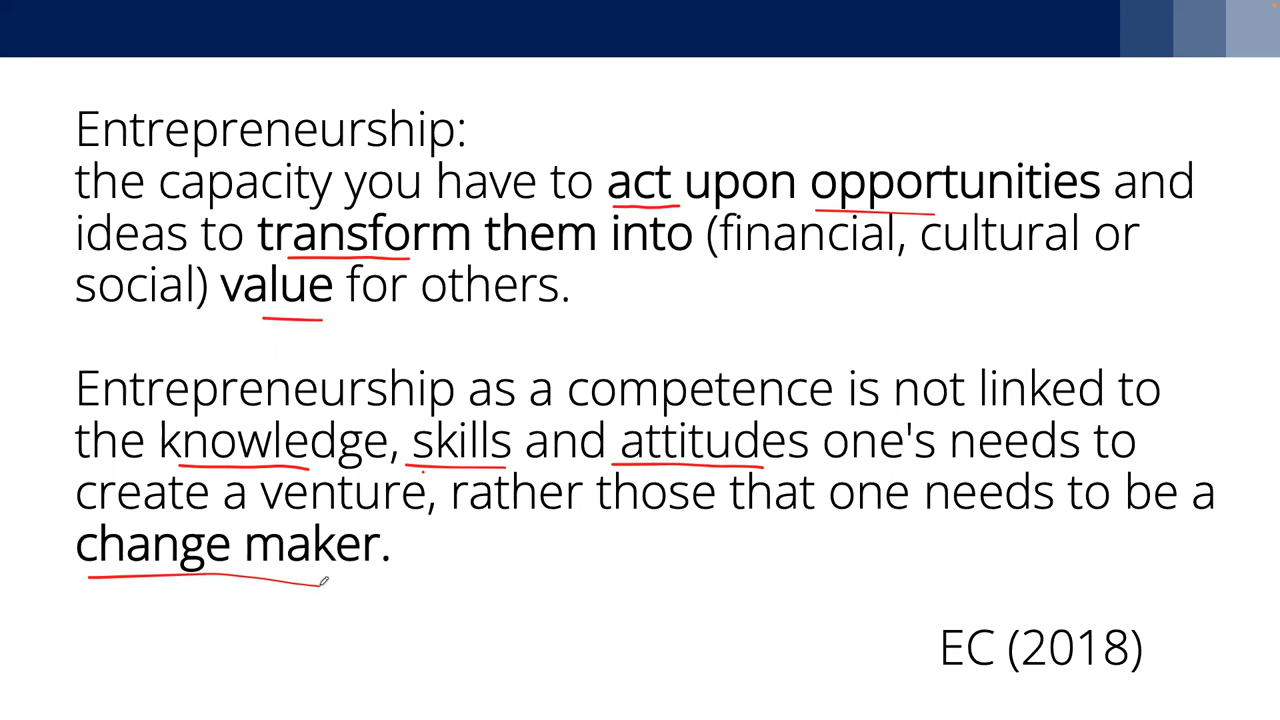 Entrepreneurship:
the capacity you have to act upon opportunities and
ideas to transform them into (financial, cultural or
social) value for others.
Entrepreneurship as a competence is not linked to
the knowledge, skills and attitudes one's needs to
create a venture, rather those that one needs to be a
change maker.
EC (2018)